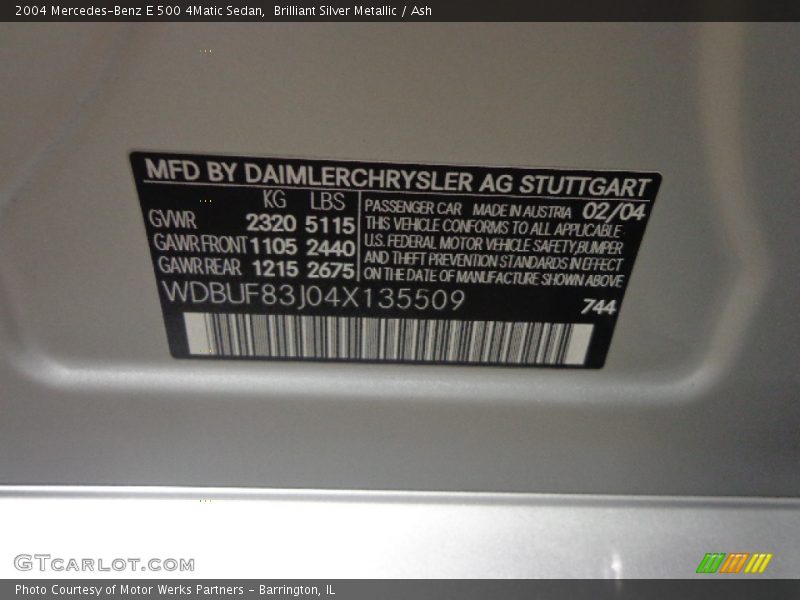 2004 Mercedes-Benz E 500 4Matic Sedan,  Brilliant Silver Metallic / Ash
MFD BY DAIMLERCHRYSLER AG STUTTGART
KG LBS
GVWR 2320 5115
GAWR FRONT 1105 2440
GAWR REAR 1215 2675
PASSENGER CAR MADE IN AUSTRIA 02/04
THIS VEHICLE CONFORMS TO ALL APPLICABLE
U.S. FEDERAL MOTOR VEHICLE SAFETY,BUMPER
AND THEFT PREVENTION STANDARDS IN EFFECT
ON THE DATE OF MANUFACTURE SHOWN ABOVE
WDBUF83J04X135509
744
GTcarlot.com
Photo Courtesy of Motor Werks Partners - Barrington, IL